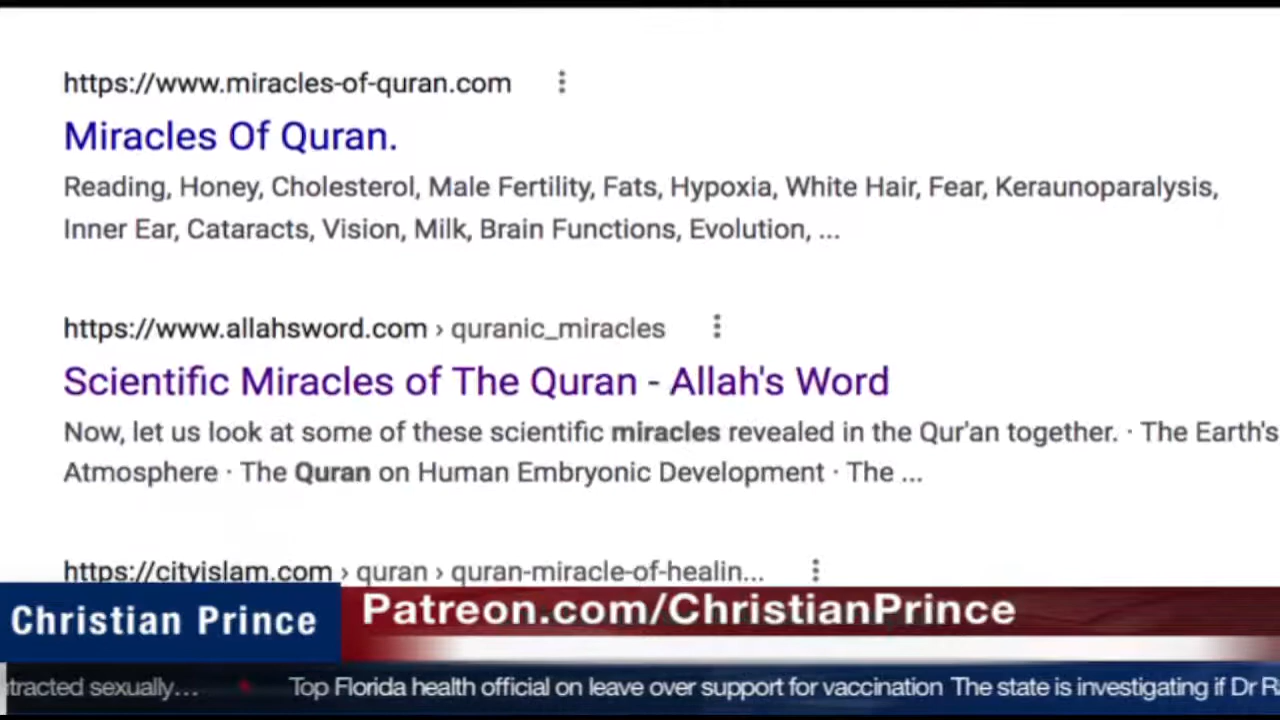 https://www.miracles-of-quran.com
Miracles Of Quran.
Reading, Honey, Cholesterol, Male Fertility, Fats, Hypoxia, White Hair, Fear, Keraunoparalysis,
Inner Ear, Cataracts, Vision, Milk, Brain Functions, Evolution, ...
https://www.allahsword.com › quranic_miracles
Scientific Miracles of The Quran - Allah's Word
Now, let us look at some of these scientific miracles revealed in the Qur'an together. · The Earth's
Atmosphere · The Quran on Human Embryonic Development · The ...
https://cityislam.com › quran › quran-miracle-of-healin...
Christian Prince
Patreon.com/ChristianPrince
tracted sexually... Top Florida health official on leave over support for vaccination The state is investigating if Dr R